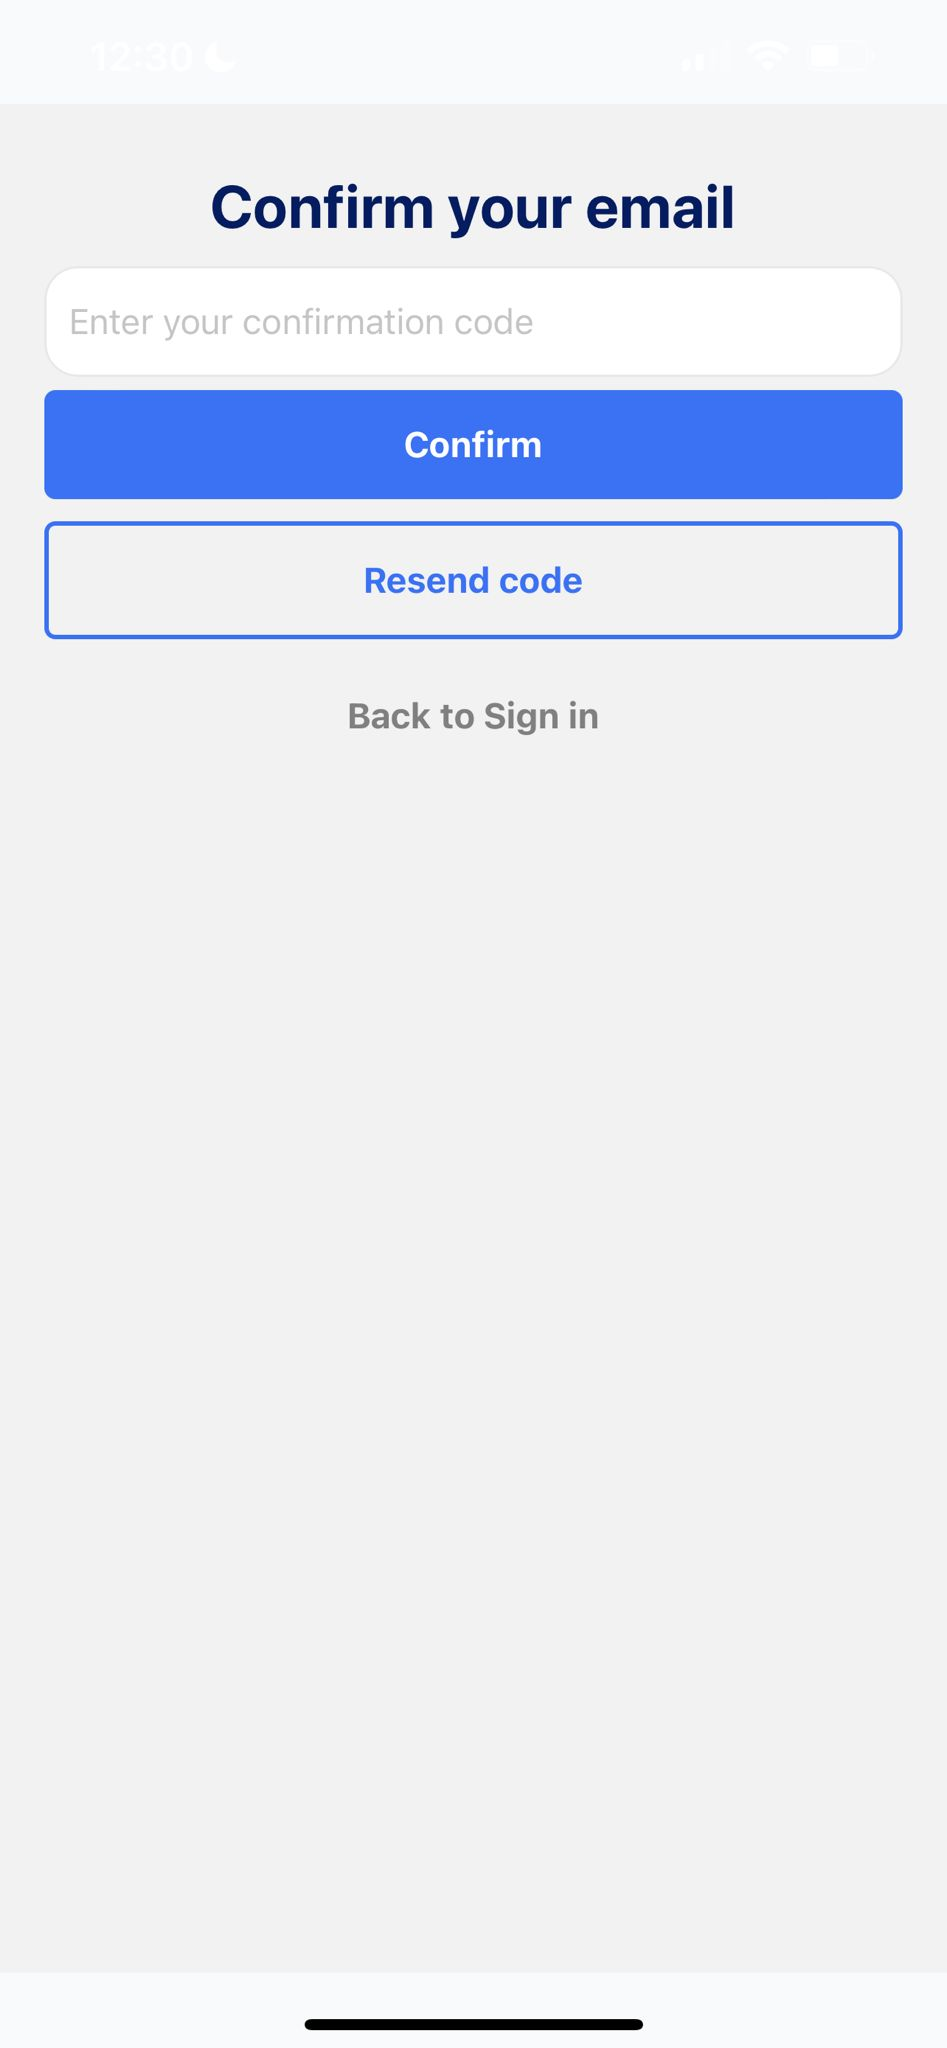 12:30
Confirm your email
Enter your confirmation code
Confirm
Resend code
Back to Sign in